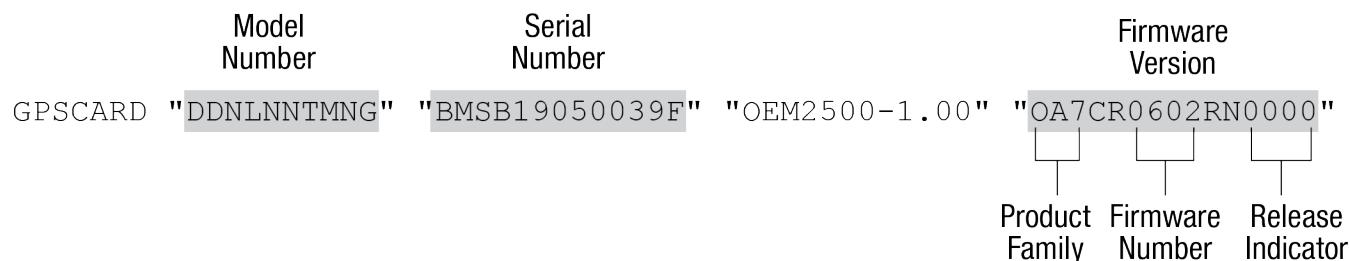 Model
Number
Serial
Number
Firmware
Version
GPSCARD "DDNLNNTMNG" "BMSB19050039F" "OEM2500-1.00" "OA7CR0602RN0000"
Product
Family
Firmware
Number
Release
Indicator